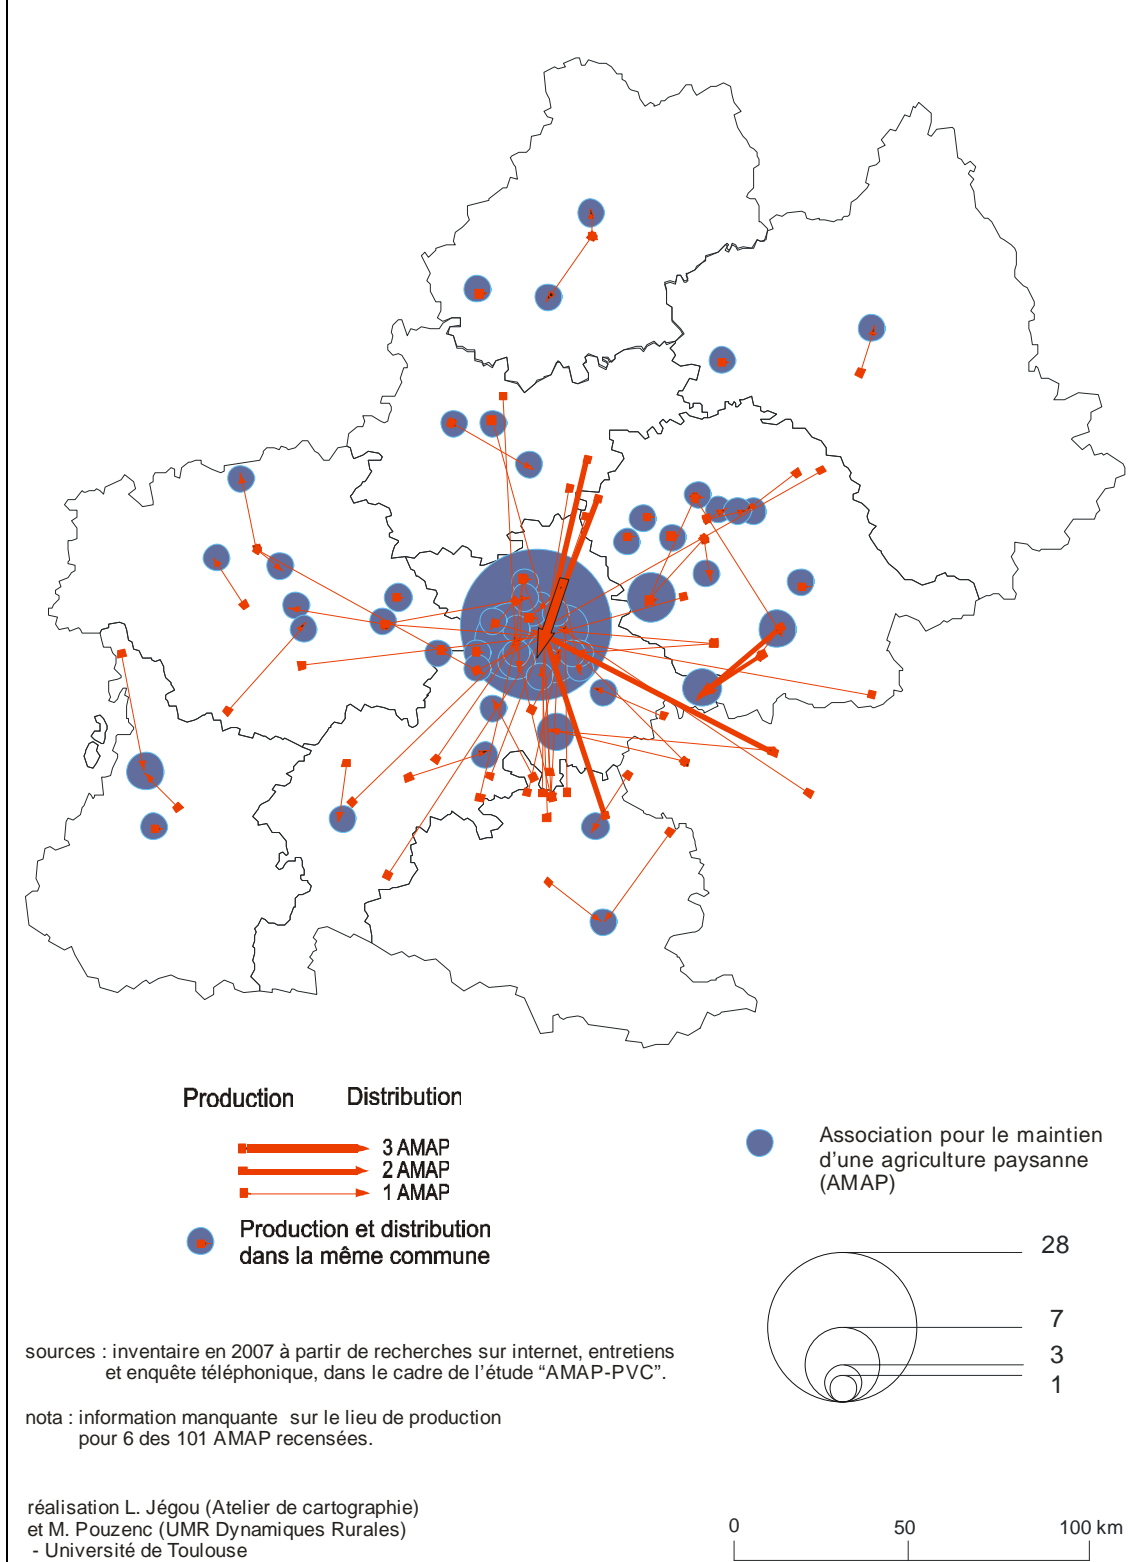 Production Distribution
3 AMAP
2 AMAP
1 AMAP
Production et distribution
dans la même commune
Association pour le maintien
d'une agriculture paysanne
(AMAP)
28
7
3
1
sources : inventaire en 2007 à partir de recherches sur internet, entretiens
et enquête téléphonique, dans le cadre de l'étude “AMAP-PVC”.
nota : information manquante sur le lieu de production
pour 6 des 101 AMAP recensées.
réalisation L. Jégou (Atelier de cartographie)
et M. Pouzenc (UMR Dynamiques Rurales)
- Université de Toulouse
0 50 100 km